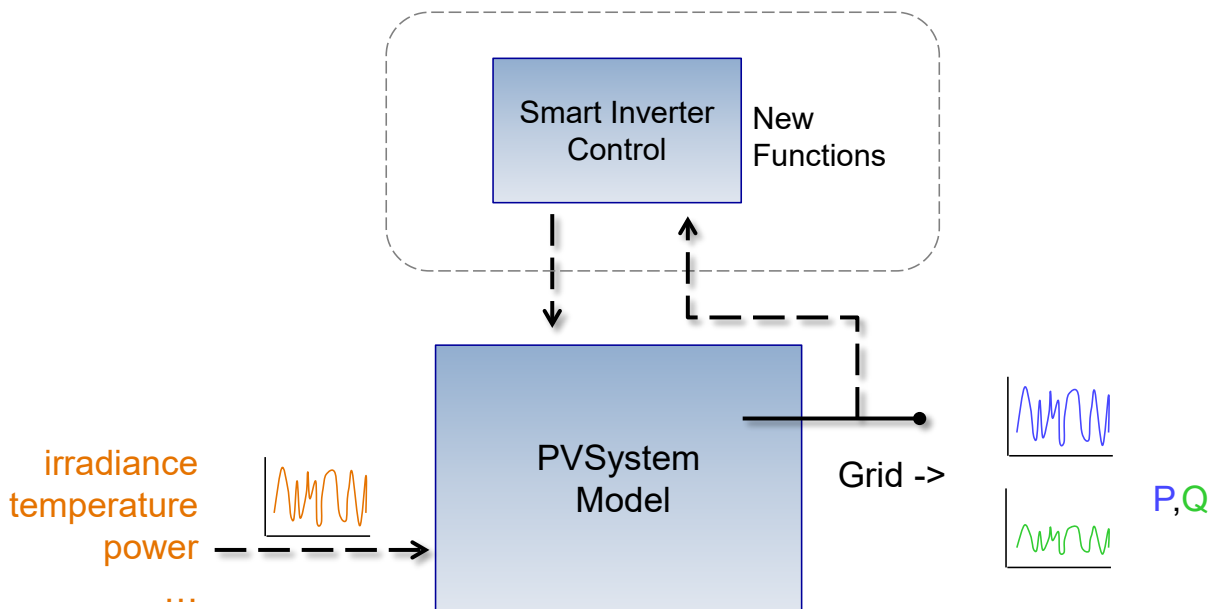 Smart Inverter
Control
New
Functions
PVSystem
Model
irradiance
temperature
power
...
Grid ->
P,Q